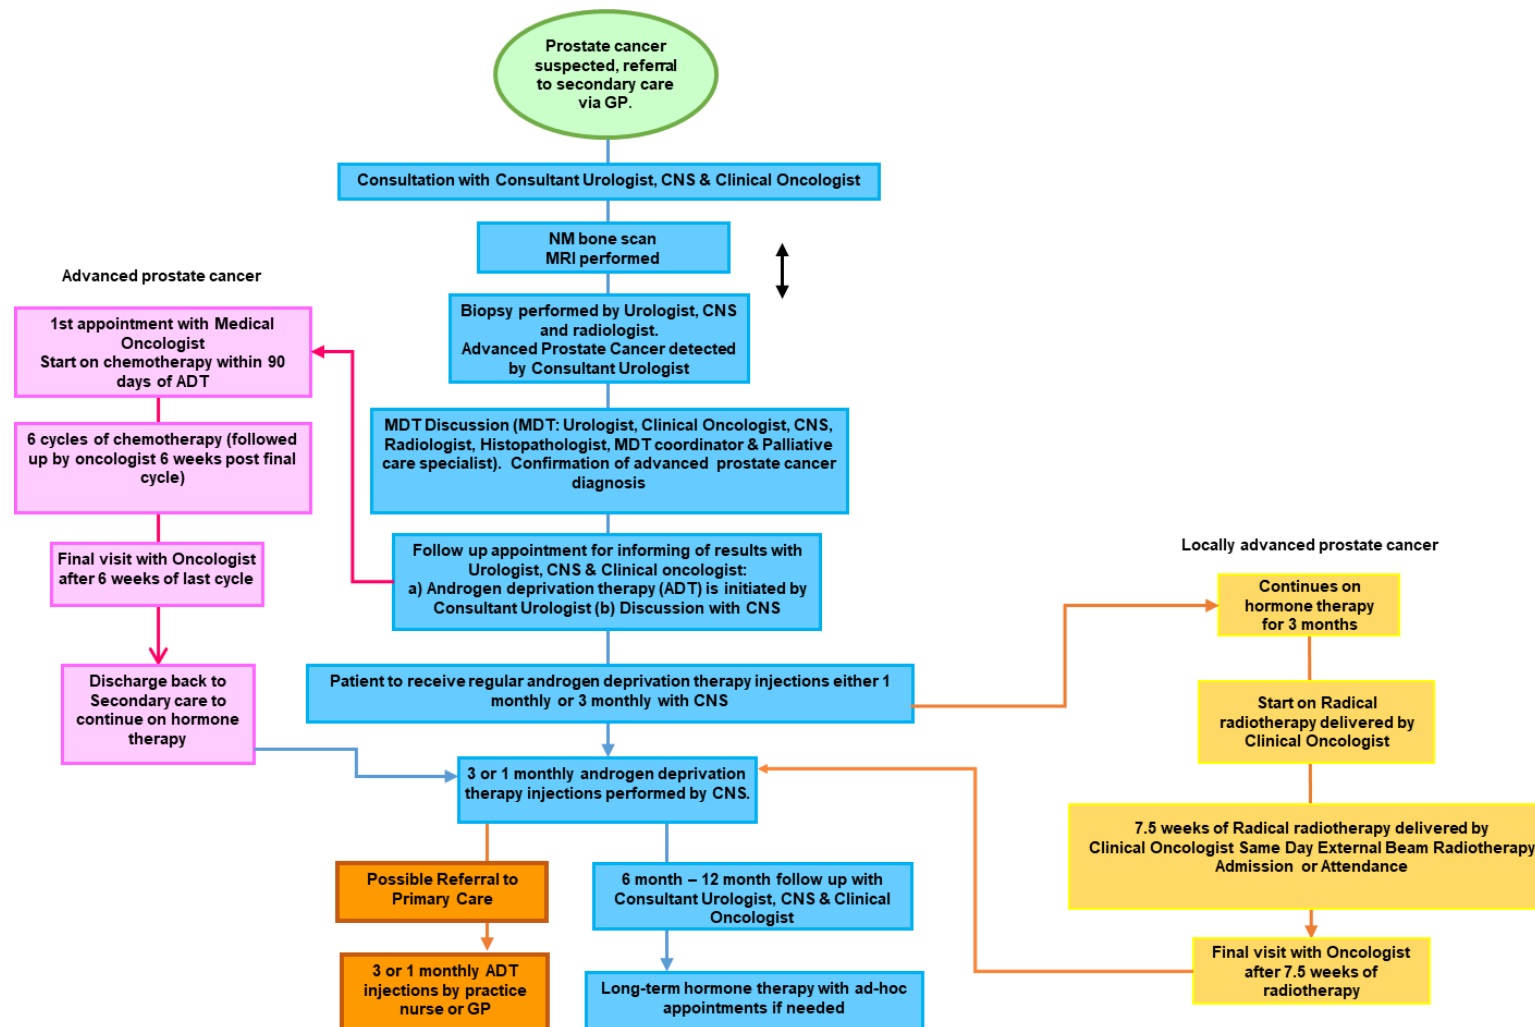 Prostate cancer
suspected, referral
to secondary care
via GP.
Consultation with Consultant Urologist, CNS & Clinical Oncologist
NM bone scan
MRI performed
Advanced prostate cancer
1st appointment with Medical
Oncologist
Start on chemotherapy within 90
days of ADT
Biopsy performed by Urologist, CNS
and radiologist.
Advanced Prostate Cancer detected
by Consultant Urologist
6 cycles of chemotherapy (followed
up by oncologist 6 weeks post final
cycle)
MDT Discussion (MDT: Urologist, Clinical Oncologist, CNS,
Radiologist, Histopathologist, MDT coordinator & Palliative
care specialist). Confirmation of advanced prostate cancer
diagnosis
Final visit with Oncologist
after 6 weeks of last cycle
Follow up appointment for informing of results with
Urologist, CNS & Clinical oncologist:
a) Androgen deprivation therapy (ADT) is initiated by
Consultant Urologist (b) Discussion with CNS
Locally advanced prostate cancer
Continues on
hormone therapy
for 3 months
Discharge back to
Secondary care to
continue on hormone
therapy
Patient to receive regular androgen deprivation therapy injections either 1
monthly or 3 monthly with CNS
Start on Radical
radiotherapy delivered by
Clinical Oncologist
3 or 1 monthly androgen deprivation
therapy injections performed by CNS.
7.5 weeks of Radical radiotherapy delivered by
Clinical Oncologist Same Day External Beam Radiotherapy
Admission or Attendance
Possible Referral to
Primary Care
6 month – 12 month follow up with
Consultant Urologist, CNS & Clinical
Oncologist
Final visit with Oncologist
after 7.5 weeks of
radiotherapy
3 or 1 monthly ADT
injections by practice
nurse or GP
Long-term hormone therapy with ad-hoc
appointments if needed